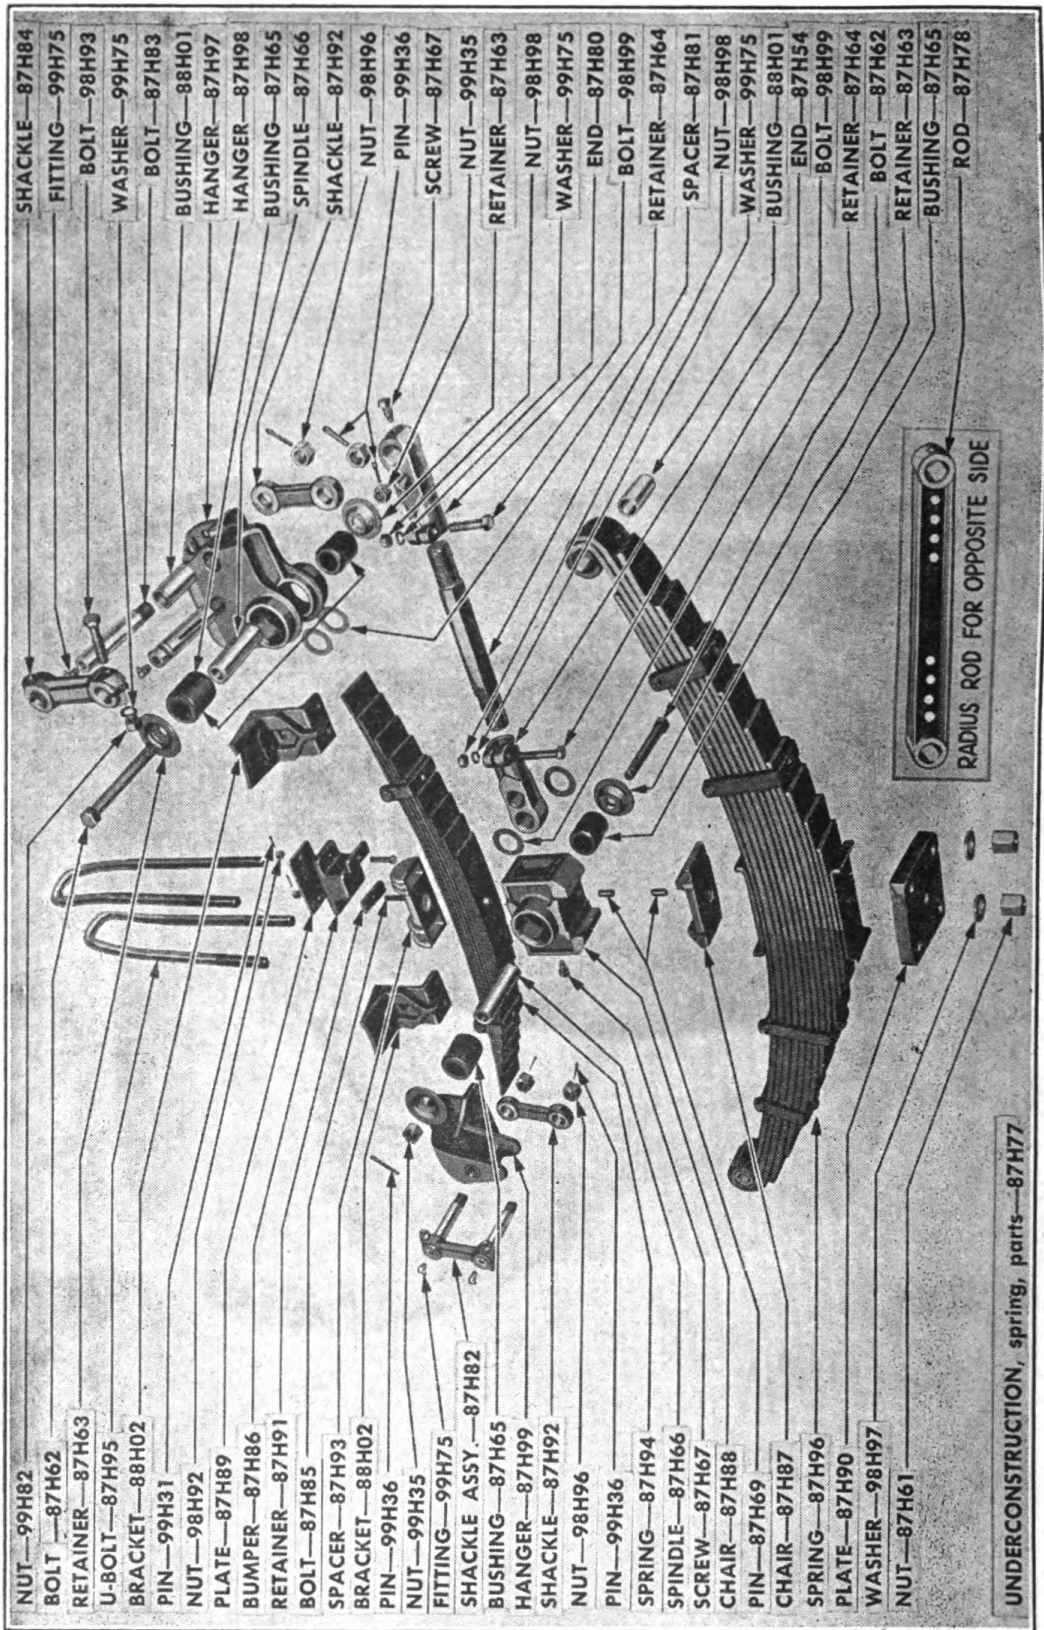 SHACKLE—87H84
FITTING—99H75
BOLT—98H93
WASHER—99H75
BOLT—87H83
BUSHING—88H01
HANGER—87H97
HANGER—87H98
BUSHING—87H65
SPINDLE—87H66
SHACKLE—87H92
NUT—98H96
PIN—99H36
SCREW—87H67
NUT—99H35
RETAINER—87H63
NUT—98H98
WASHER—99H75
END—87H80
BOLT—98H99
RETAINER—87H64
SPACER—87H81
NUT—98H98
WASHER—99H75
BUSHING—88H01
END—87H54
BOLT—98H99
RETAINER—87H64
BOLT—87H62
RETAINER—87H63
BUSHING—87H65
ROD—87H78
RADIUS ROD FOR OPPOSITE SIDE
NUT—99H82
BOLT—87H62
RETAINER—87H63
U-BOLT—87H95
BRACKET—88H02
PIN—99H31
NUT—98H92
PLATE—87H89
BUMPER—87H86
RETAINER—87H91
BOLT—87H85
SPACER—87H93
BRACKET—88H02
PIN—99H36
NUT—99H35
FITTING—99H75
SHACKLE ASSY.—87H82
BUSHING—87H65
HANGER—87H99
SHACKLE—87H92
NUT—98H96
PIN—99H36
SPRING—87H94
SPINDLE—87H66
SCREW—87H67
CHAIR—87H88
PIN—87H69
CHAIR—87H87
SPRING—87H96
PLATE—87H90
WASHER—98H97
NUT—87H61
UNDERCONSTRUCTION, spring, parts—87H77